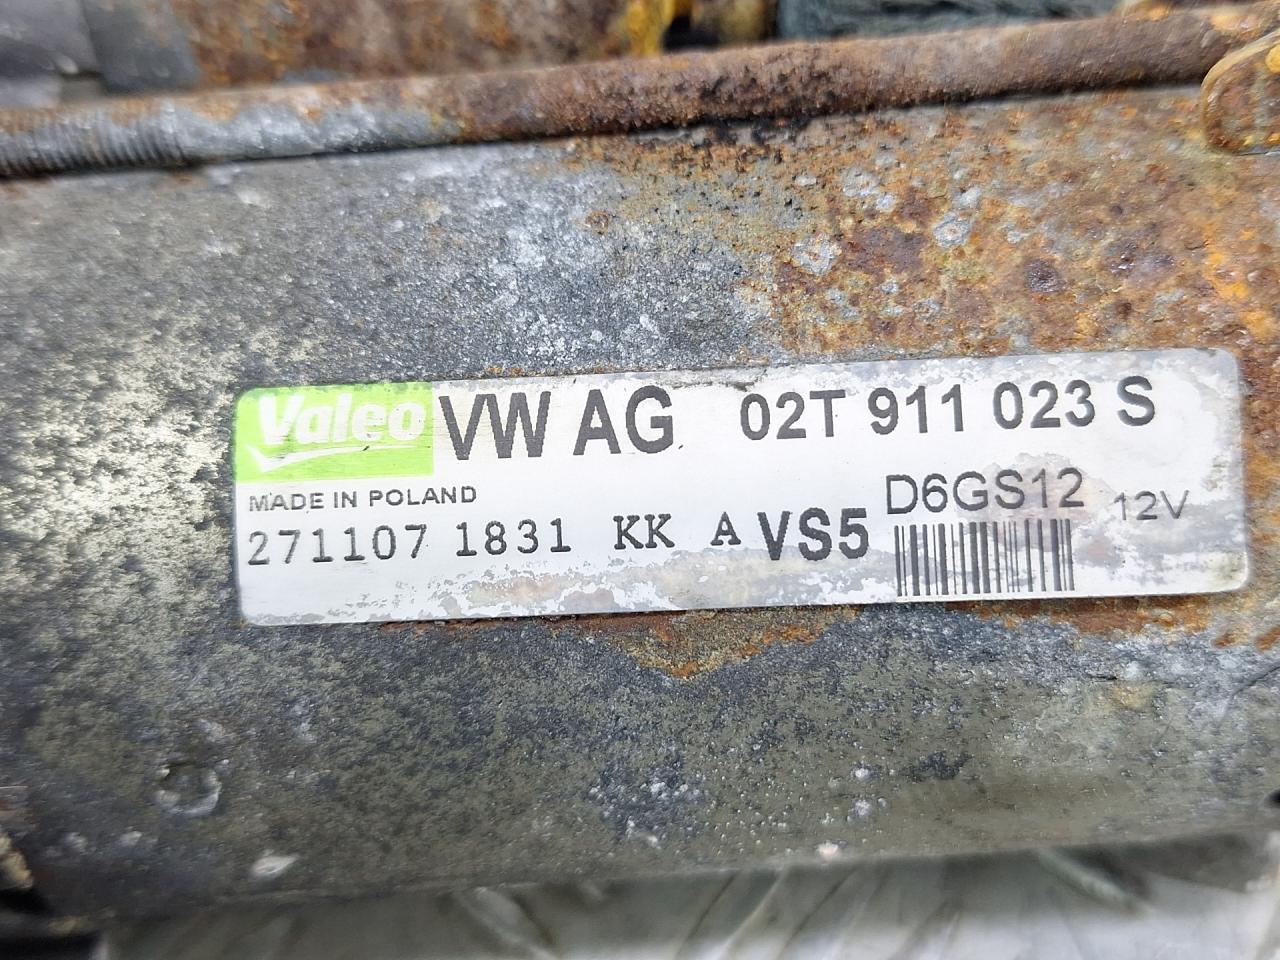 Valeo VW AG 02T 911 023 S
MADE IN POLAND
D6GS12 12V
271107 1831 KK A VS5